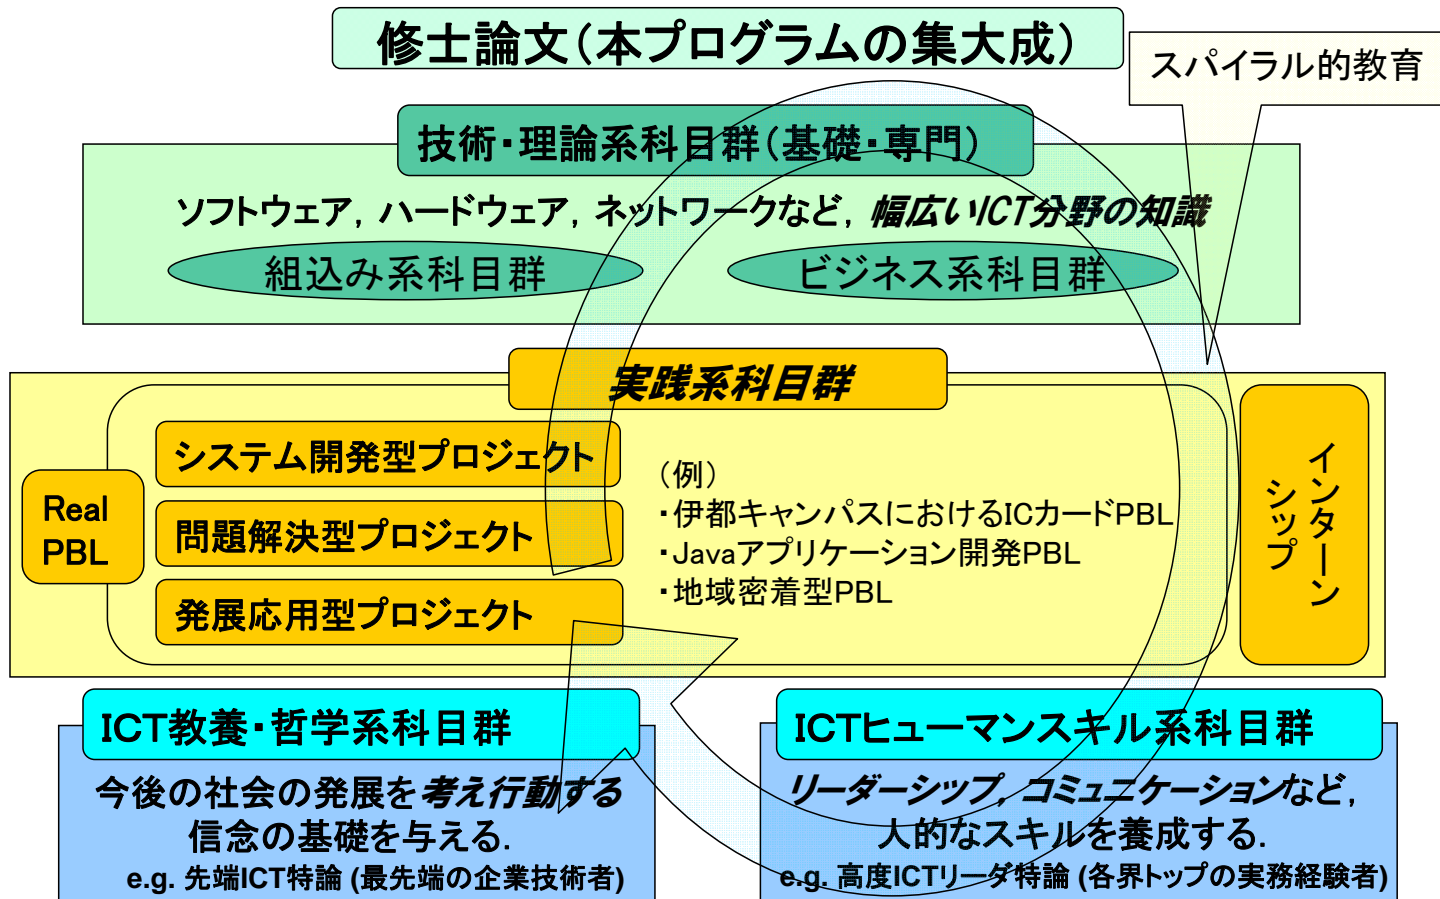 修士論文（本プログラムの集大成）
スパイラル的教育
技術・理論系科目群（基礎・専門）
ソフトウェア, ハードウェア, ネットワークなど, 幅広いICT分野の知識
組込み系科目群
ビジネス系科目群
実践系科目群
Real
PBL
システム開発型プロジェクト
問題解決型プロジェクト
発展応用型プロジェクト
（例）
・伊都キャンパスにおけるICカードPBL
・Javaアプリケーション開発PBL
・地域密着型PBL
インターン
シップ
ICT教養・哲学系科目群
今後の社会の発展を考え行動する
信念の基礎を与える.
e.g. 先端ICT特論 (最先端の企業技術者)
ICTヒューマンスキル系科目群
リーダーシップ, コミュニケーションなど,
人的なスキルを養成する.
e.g. 高度ICTリーダ特論 (各界トップの実務経験者)